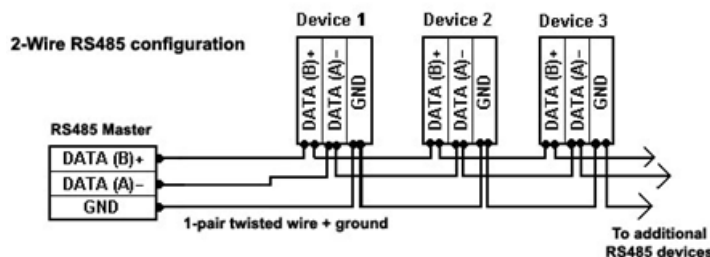 Device 1
Device 2
Device 3
2-Wire RS485 configuration
DATA (B)+
DATA (A)–
GND
DATA (B)+
DATA (A)–
GND
DATA (B)+
DATA (A)–
GND
RS485 Master
DATA (B)+
DATA (A)–
GND
1-pair twisted wire + ground
To additional
RS485 devices